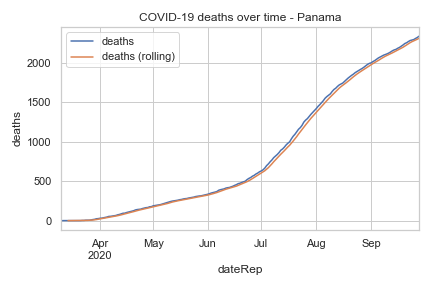 COVID-19 deaths over time - Panama
deaths
deaths (rolling)
deaths
2000
1500
1000
500
0
Apr
2020
May
Jun
Jul
Aug
Sep
dateRep